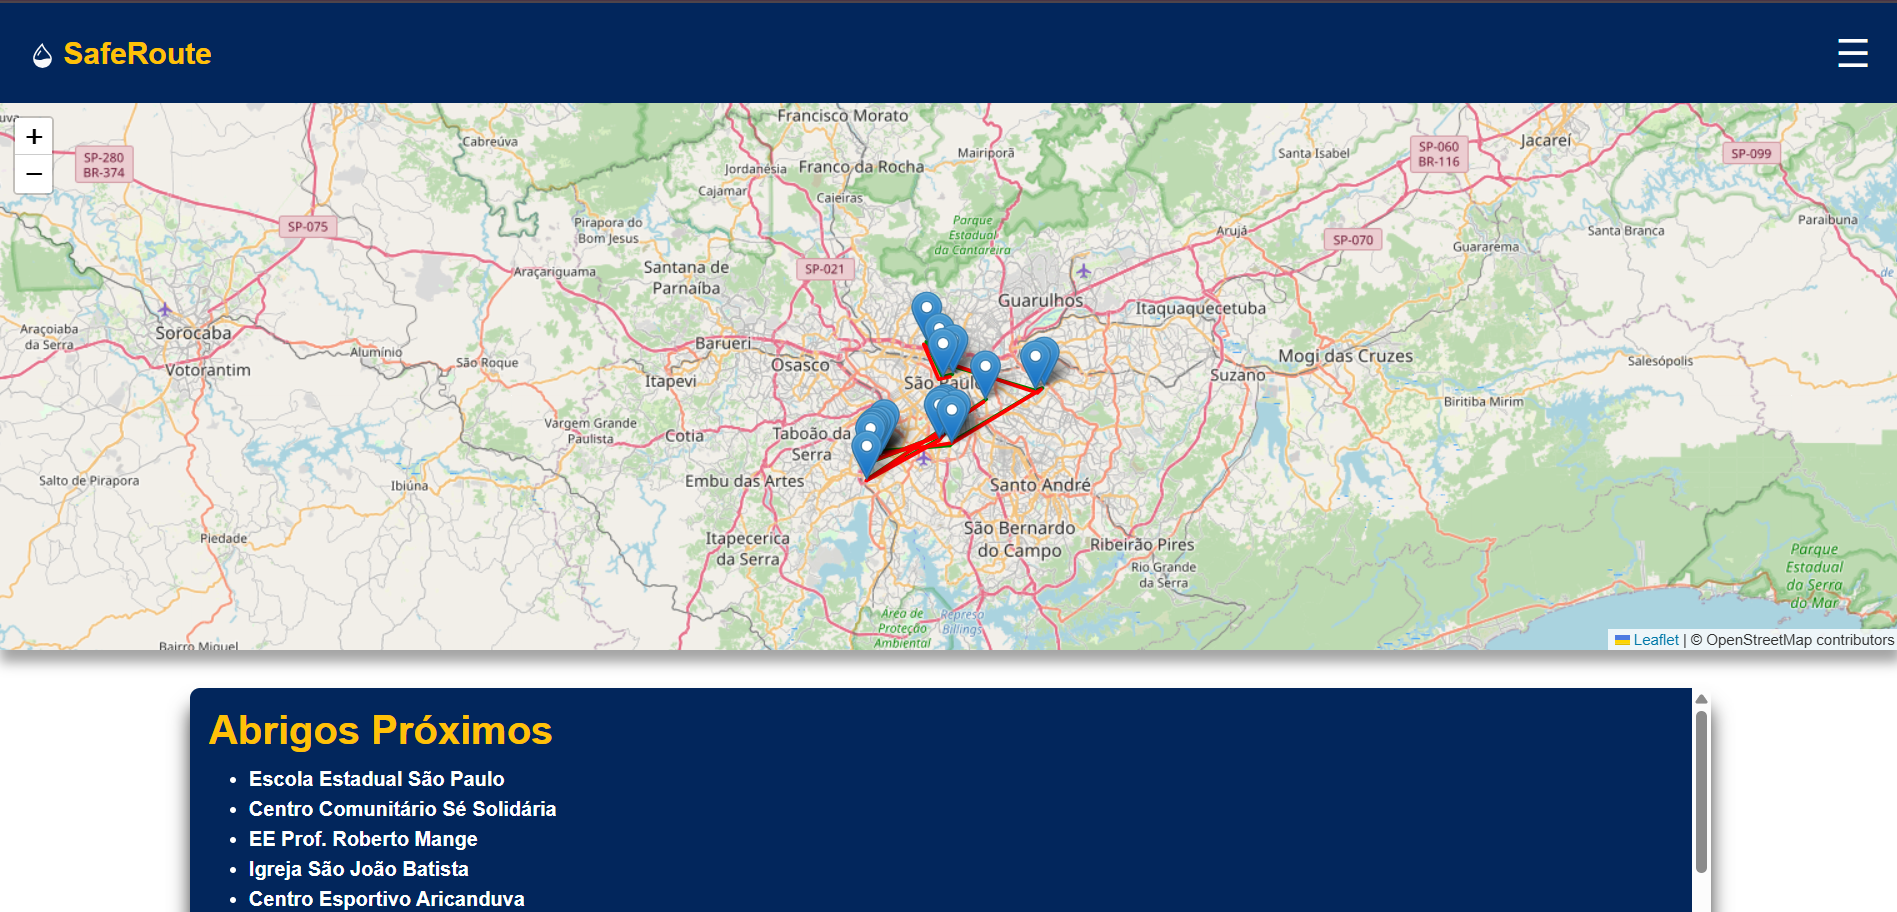 SafeRoute
☰
Francisco Morato
Cabreúva
Jordanésia
Franco da Rocha
Mairiporã
Santa Isabel
SP-060
BR-116
Jacareí
SP-099
+
−
SP-280
BR-374
Cajamar
Caieiras
SP-075
Pirapora do
Bom Jesus
Parque
Estadual
da Cantareira
Arujá
SP-070
Guararema
Santa Branca
Paraibuna
Araçariguama
Santana de
Parnaíba
SP-021
Guarulhos
Itaquaquecetuba
de
Araçoiaba
da Serra
Sorocaba
Votorantim
Alumínio
São Roque
Barueri
Osasco
Itapevi
São Paulo
Suzano
Mogi das Cruzes
Salesópolis
Biritiba Mirim
Vargem Grande
Paulista
Cotia
Taboão da
Serra
Salto de Pirapora
Ibiúna
Embu das Artes
Santo André
Piedade
Itapecerica
da Serra
São Bernardo
do Campo
Ribeirão Pires
Rio Grande
da Serra
Parque
Estadual
da Serra
do Mar
Área de
Proteção
Ambiental
Represa
Billings
Bairro Miguel
Leaflet | © OpenStreetMap contributors
Abrigos Próximos
• Escola Estadual São Paulo
• Centro Comunitário Sé Solidária
• EE Prof. Roberto Mange
• Igreja São João Batista
• Centro Esportivo Aricanduva